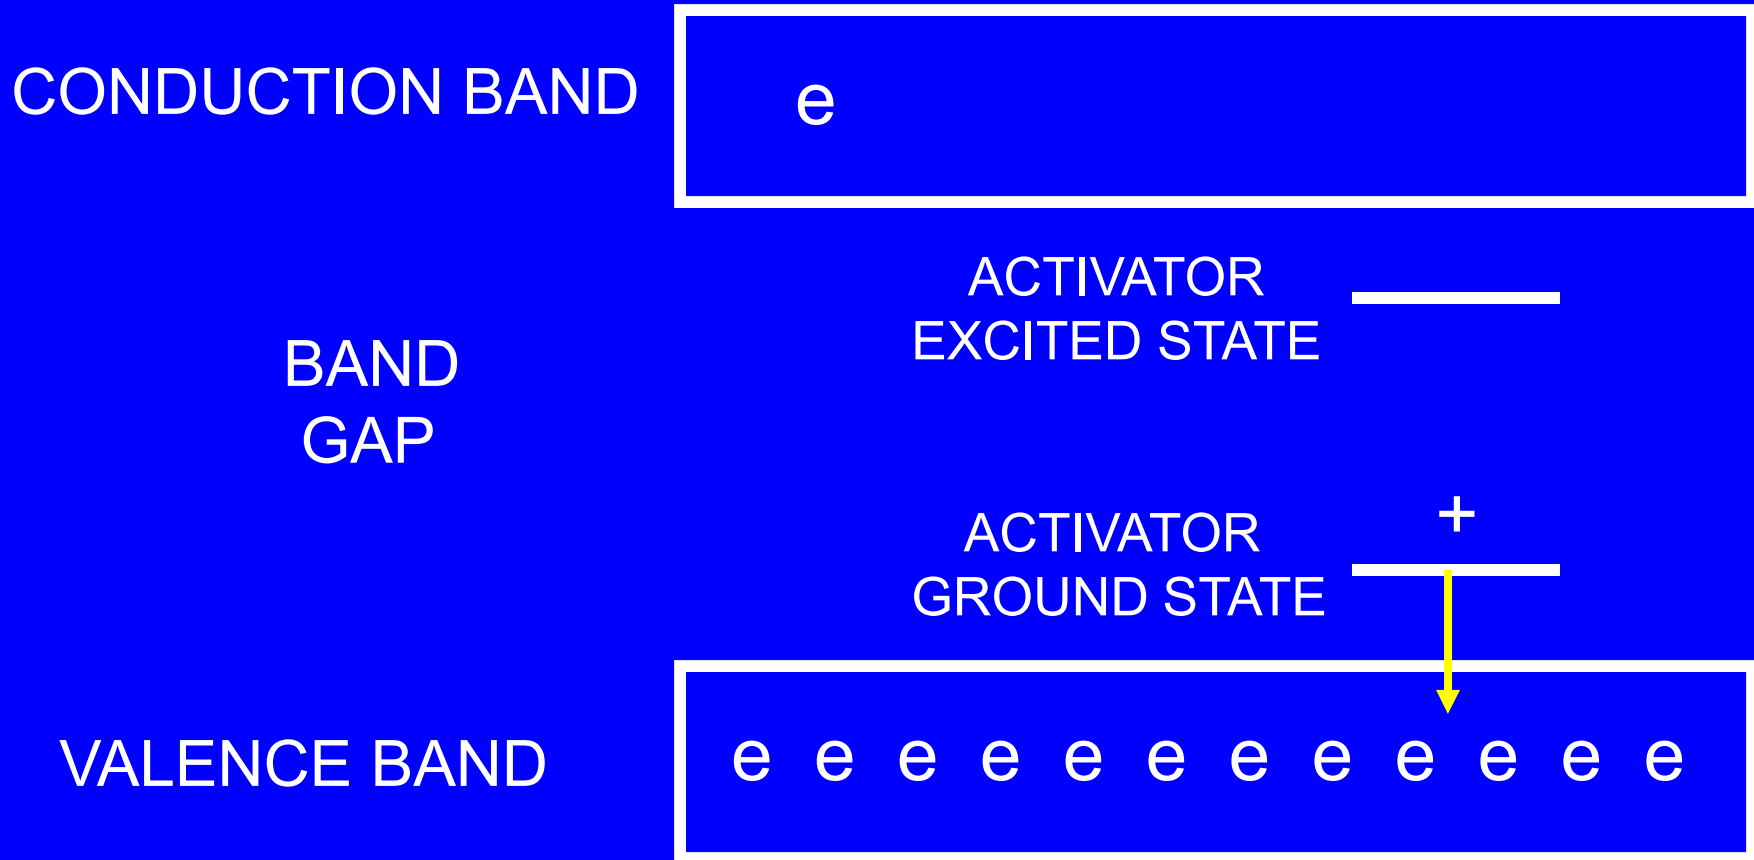 CONDUCTION BAND
e
ACTIVATOR
EXCITED STATE
BAND
GAP
+
ACTIVATOR
GROUND STATE
VALENCE BAND
e e e e e e e e e e e e